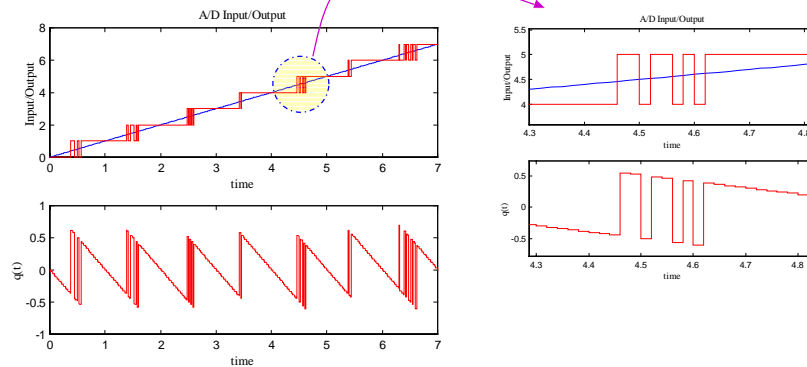 A/D Input/Output
8
6
4
2
0
Input/Output
0 1 2 3 4 5 6 7
time
1
0.5
0
-0.5
-1
q(t)
0 1 2 3 4 5 6 7
time
A/D Input/Output
5.5
5
4.5
4
Input/Output
4.3 4.4 4.5 4.6 4.7 4.8
time
0.5
0
-0.5
q(t)
4.3 4.4 4.5 4.6 4.7 4.8
time